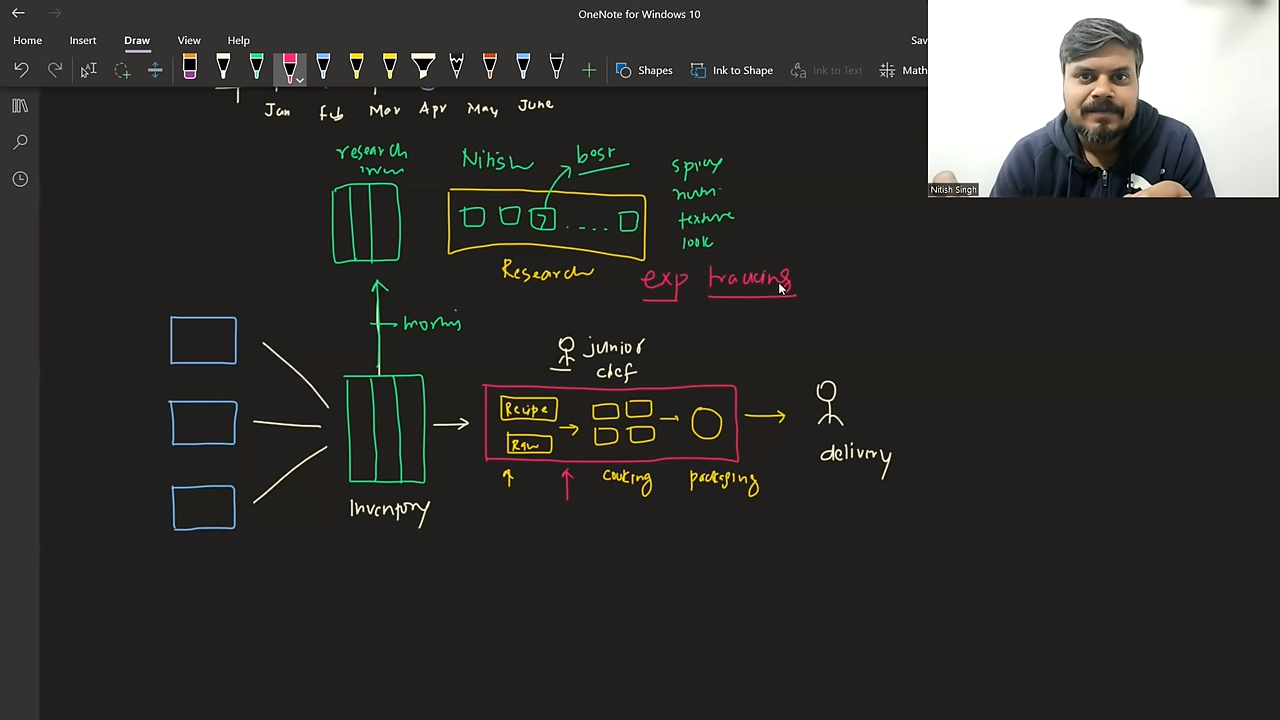 OneNote for Windows 10
Home Insert Draw View Help
Shapes Ink to Shape Ink to Text Math
Nitish Singh
Jan Feb Mar Apr May June
research
Nitish
best
spicy
nutri
texture
look
Research
exp tracking
junior
chef
Recipe
Raw
cooking
packaging
delivery
Inventory